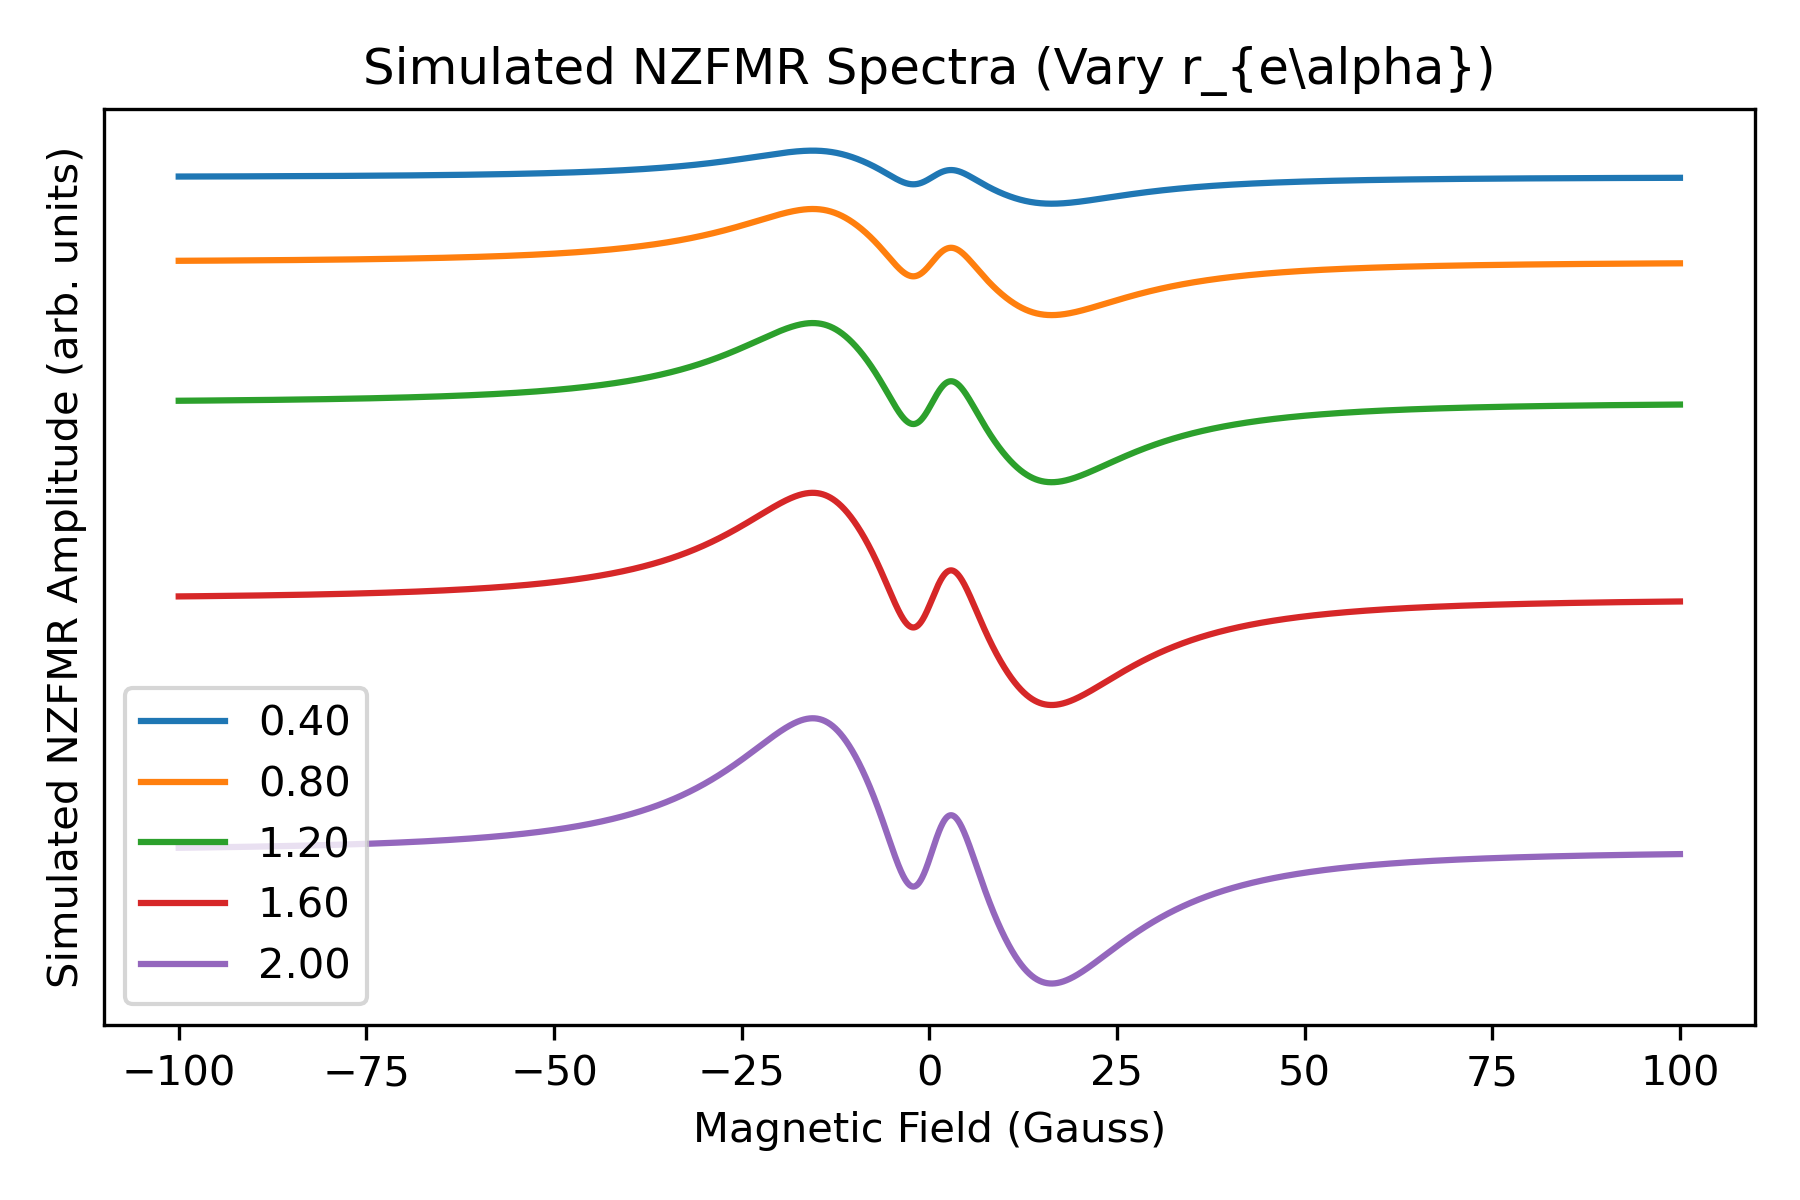 Simulated NZFMR Spectra (Vary r_{e\alpha})
Simulated NZFMR Amplitude (arb. units)
0.40
0.80
1.20
1.60
2.00
−100 −75 −50 −25 0 25 50 75 100
Magnetic Field (Gauss)